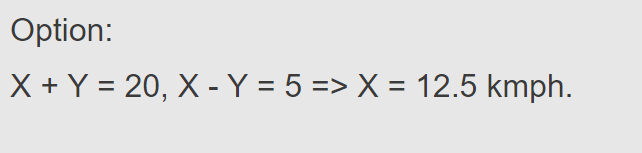 Option:
X + Y = 20, X - Y = 5 => X = 12.5 kmph.